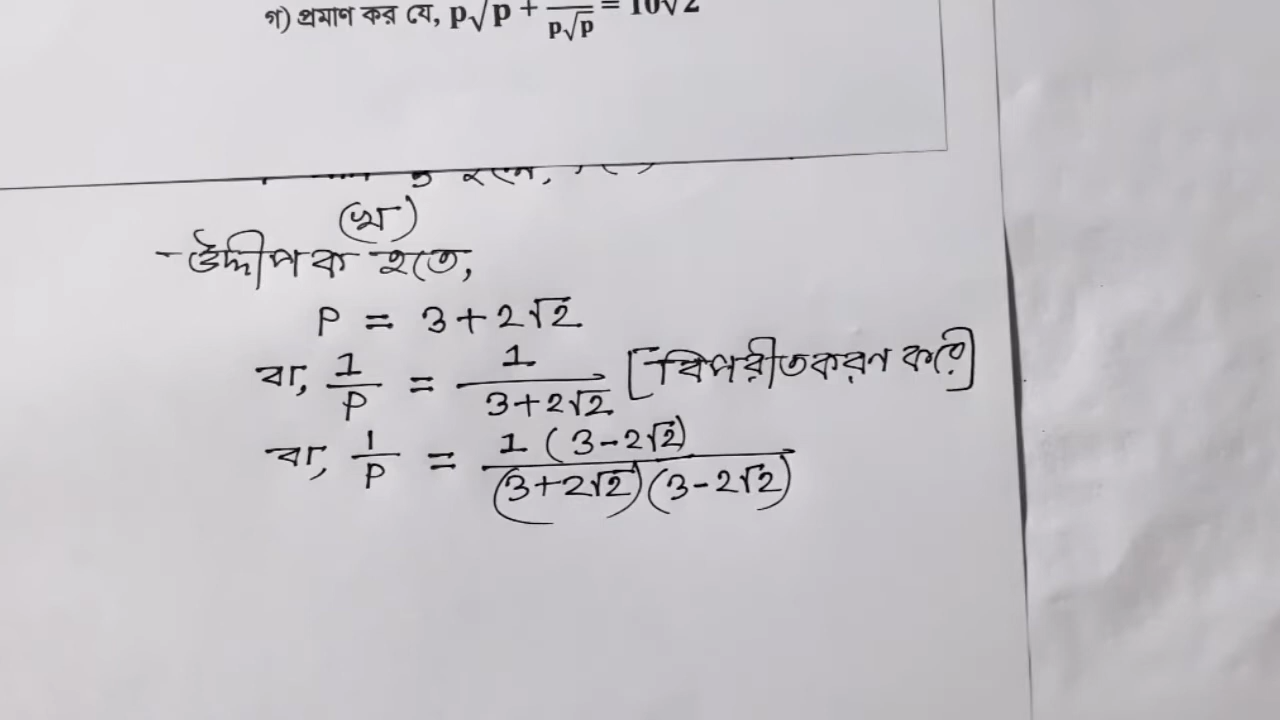 গ) প্রমাণ কর যে, p√p + 1/p√p = 10√2
হলে,
(খ)
উদ্দীপক হতে,
P = 3+2√2
বা, 1/P = 1/3+2√2 [বিপরীতকরণ করে]
বা, 1/P = 1(3-2√2)/(3+2√2)(3-2√2)